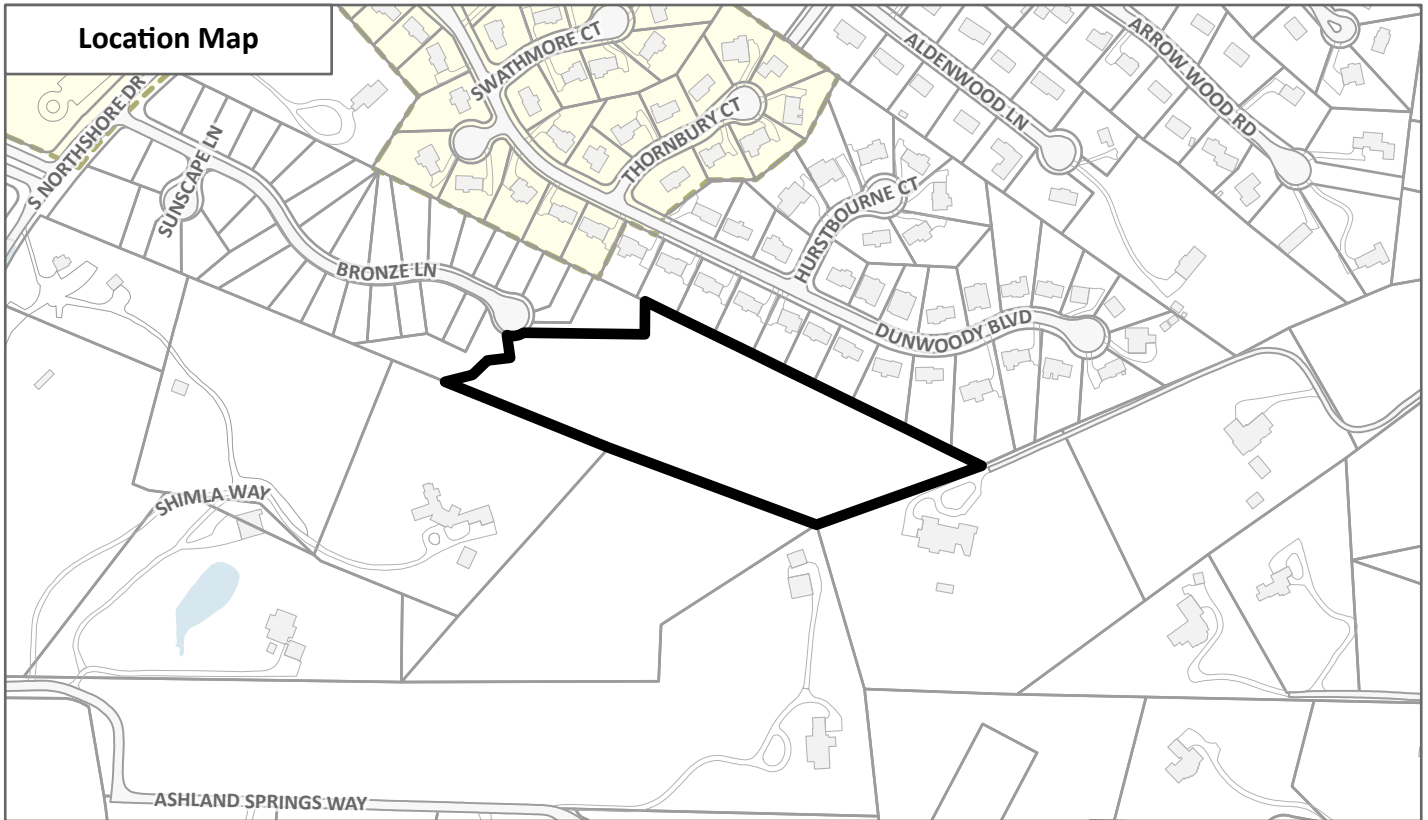 Location Map
SWATHMORE CT
ALDENWOOD LN
ARROW WOOD RD
S NORTHSHORE DR
SUNSCAPE LN
THORNBURY CT
HURSTBOURNE CT
BRONZE LN
DUNWOODY BLVD
SHIMLA WAY
ASHLAND SPRINGS WAY